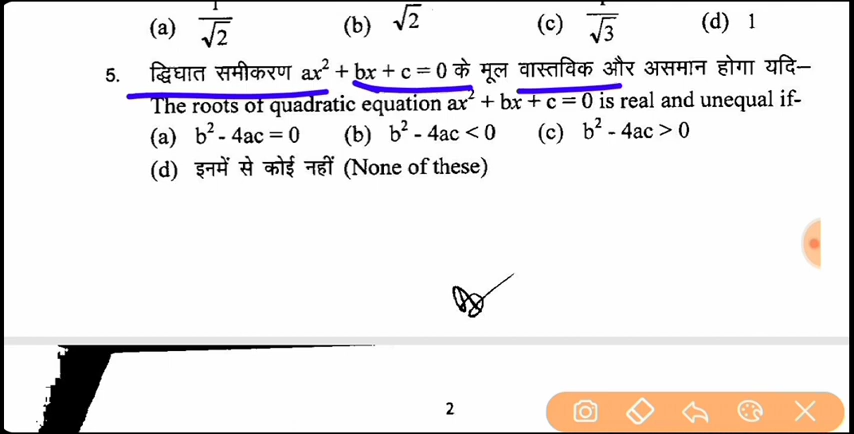 (a) 1/√2 (b) √2 (c) 1/√3 (d) 1
5. द्विघात समीकरण ax² + bx + c = 0 के मूल वास्तविक और असमान होगा यदि–
The roots of quadratic equation ax² + bx + c = 0 is real and unequal if-
(a) b² - 4ac = 0 (b) b² - 4ac < 0 (c) b² - 4ac > 0
(d) इनमें से कोई नहीं (None of these)
2